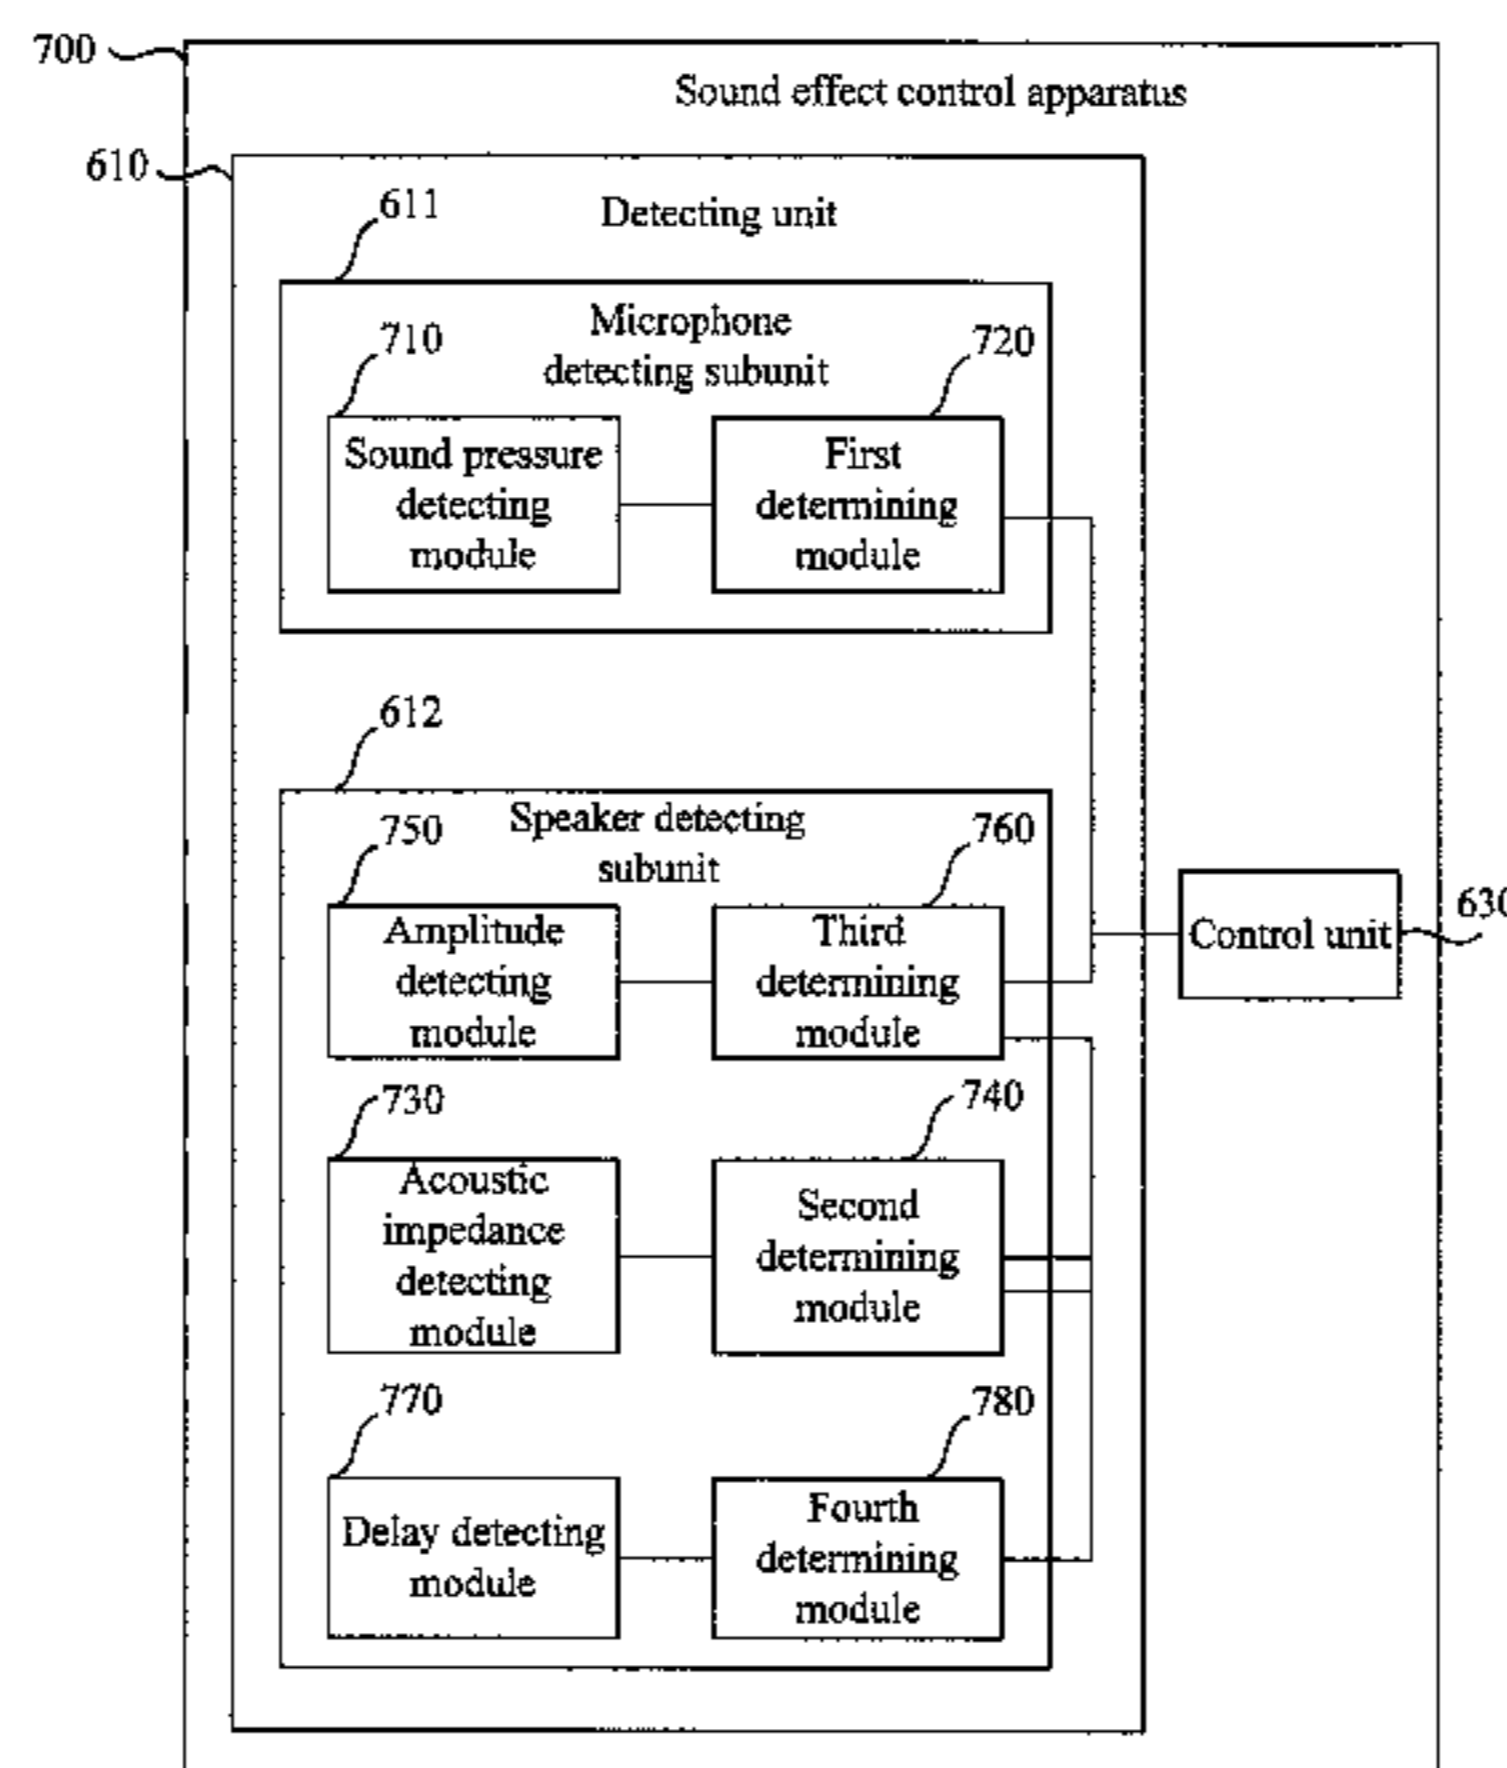 700
Sound effect control apparatus
610
611
Detecting unit
Microphone
detecting subunit
710
720
Sound pressure
detecting
module
First
determining
module
612
Speaker detecting
subunit
750
760
Amplitude
detecting
module
Third
determining
module
Control unit
630
730
740
Acoustic
impedance
detecting
module
Second
determining
module
770
780
Delay detecting
module
Fourth
determining
module